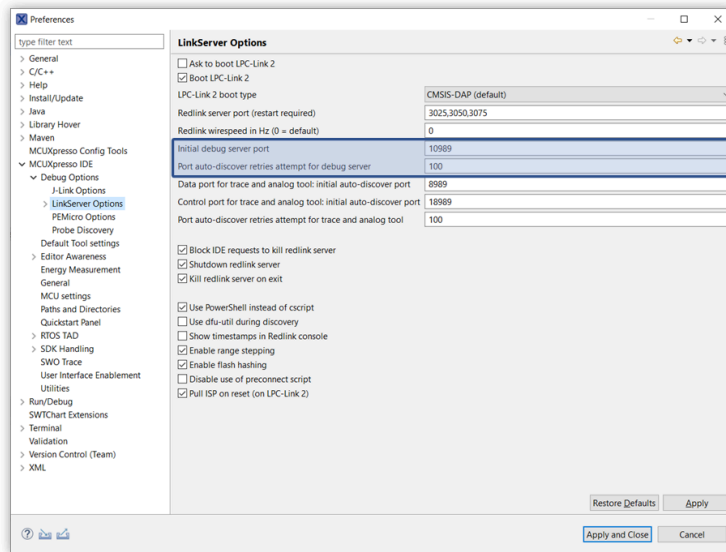 Preferences
type filter text
General
C/C++
Help
Install/Update
Java
Library Hover
Maven
MCUXpresso Config Tools
MCUXpresso IDE
Debug Options
J-Link Options
LinkServer Options
PEMicro Options
Probe Discovery
Default Tool settings
Editor Awareness
Energy Measurement
General
MCU settings
Paths and Directories
Quickstart Panel
RTOS TAD
SDK Handling
SWO Trace
User Interface Enablement
Utilities
Run/Debug
SWTChart Extensions
Terminal
Validation
Version Control (Team)
XML
LinkServer Options
Ask to boot LPC-Link 2
Boot LPC-Link 2
LPC-Link 2 boot type CMSIS-DAP (default)
Redlink server port (restart required) 3025,3050,3075
Redlink wirespeed in Hz (0 = default) 0
Initial debug server port 10989
Port auto-discover retries attempt for debug server 100
Data port for trace and analog tool: initial auto-discover port 8989
Control port for trace and analog tool: initial auto-discover port 18989
Port auto-discover retries attempt for trace and analog tool 100
Block IDE requests to kill redlink server
Shutdown redlink server
Kill redlink server on exit
Use PowerShell instead of cscript
Use dfu-util during discovery
Show timestamps in Redlink console
Enable range stepping
Enable flash hashing
Disable use of preconnect script
Pull ISP on reset (on LPC-Link 2)
Restore Defaults Apply
Apply and Close Cancel